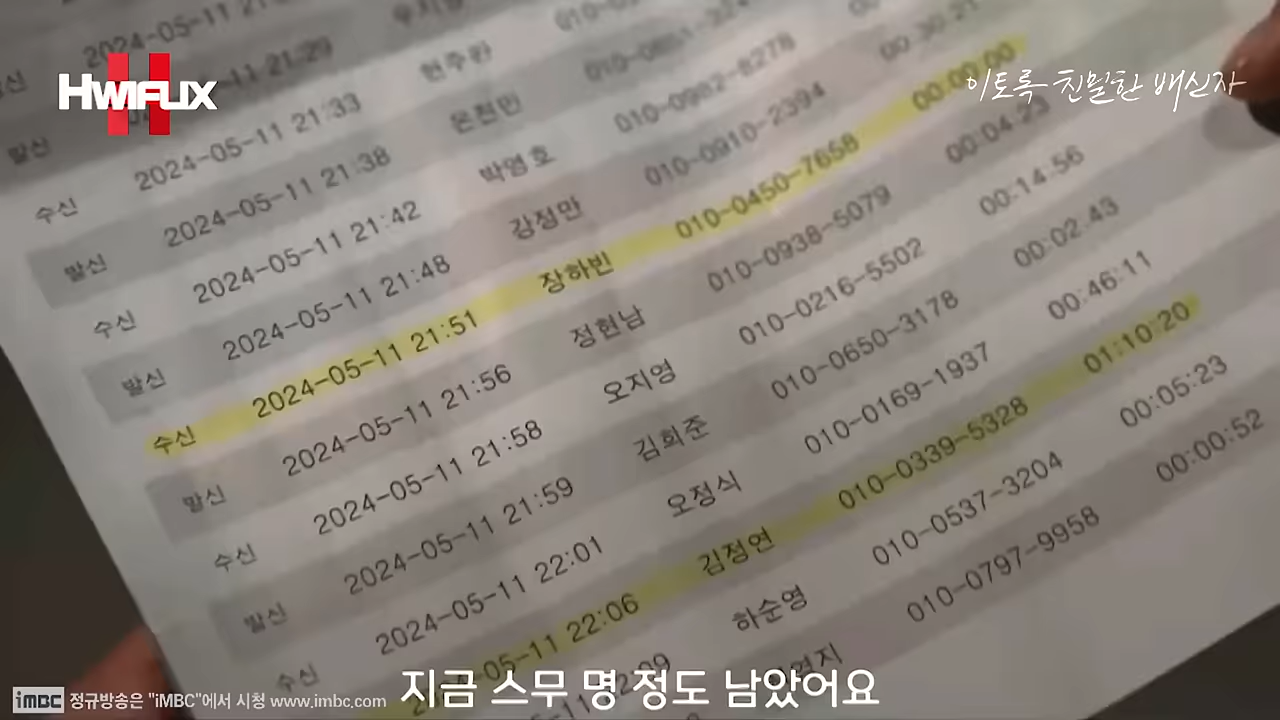 HWIFLIX
이토록 친밀한 배신자
수신 2024-05-11 21:33
발신 2024-05-11 21:38
수신 2024-05-11 21:42 박영호 010-0982-8278
발신 2024-05-11 21:48 강정만 010-0910-2394 00:30:21
수신 2024-05-11 21:51 장하빈 010-0450-7658 00:00:00
발신 2024-05-11 21:56 정현남 010-0938-5079 00:04:23
수신 2024-05-11 21:58 오지영 010-0216-5502 00:14:56
발신 2024-05-11 21:59 김희준 010-0650-3178 00:02:43
수신 2024-05-11 22:01 오정식 010-0169-1937 00:46:11
05-11 22:06 김정연 010-0339-5328 01:10:20
하순영 010-0537-3204 00:05:23
010-0797-9958 00:00:52
지금 스무 명 정도 남았어요
iMBC 정규방송은 "iMBC"에서 시청 www.imbc.com